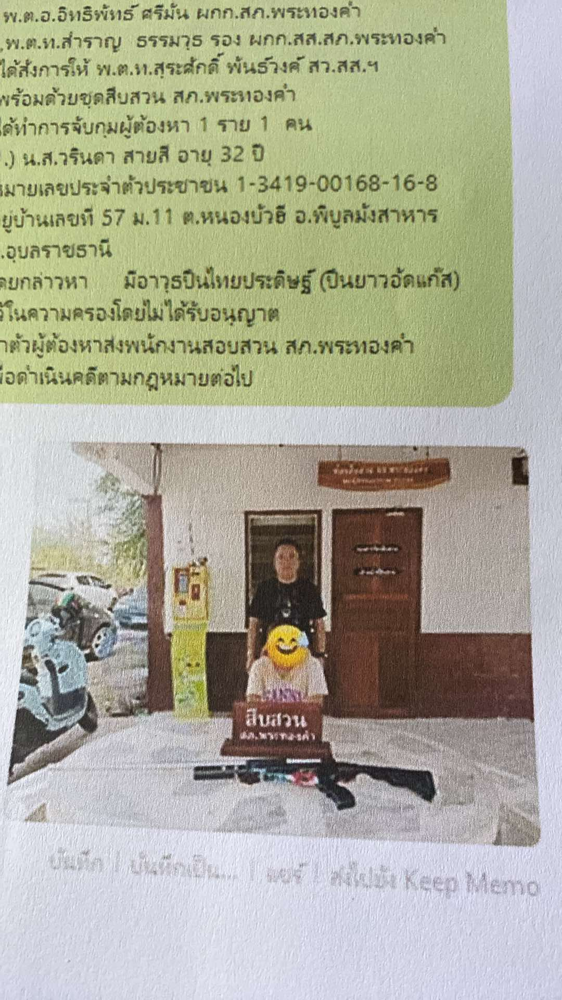 พ.ต.อ.อิทธิพัทธ์ ศรีมั่น ผกก.สภ.พระทองคำ
,พ.ต.ท.สำราญ ธรรมวุธ รอง ผกก.สส.สภ.พระทองคำ
ได้สั่งการให้ พ.ต.ท.สุระศักดิ์ พันธ์วงค์ สว.สส.ฯ
พร้อมด้วยชุดสืบสวน สภ.พระทองคำ
ได้ทำการจับกุมผู้ต้องหา 1 ราย 1 คน
.) น.ส.วรินดา สายสี อายุ 32 ปี
หมายเลขประจำตัวประชาชน 1-3419-00168-16-8
อยู่บ้านเลขที่ 57 ม.11 ต.หนองบัวฮี อ.พิบูลมังสาหาร
.อุบลราชธานี
ดยกล่าวหา มีอาวุธปืนไทยประดิษฐ์ (ปืนยาวอัดแก๊ส)
ว้ในความครองโดยไม่ได้รับอนุญาต
าตัวผู้ต้องหาส่งพนักงานสอบสวน สภ.พระทองคำ
พื่อดำเนินคดีตามกฎหมายต่อไป
สืบสวน
สภ.พระทองคำ
บันทึก | บันทึกเป็น... | แชร์ | ส่งไปยัง Keep Memo